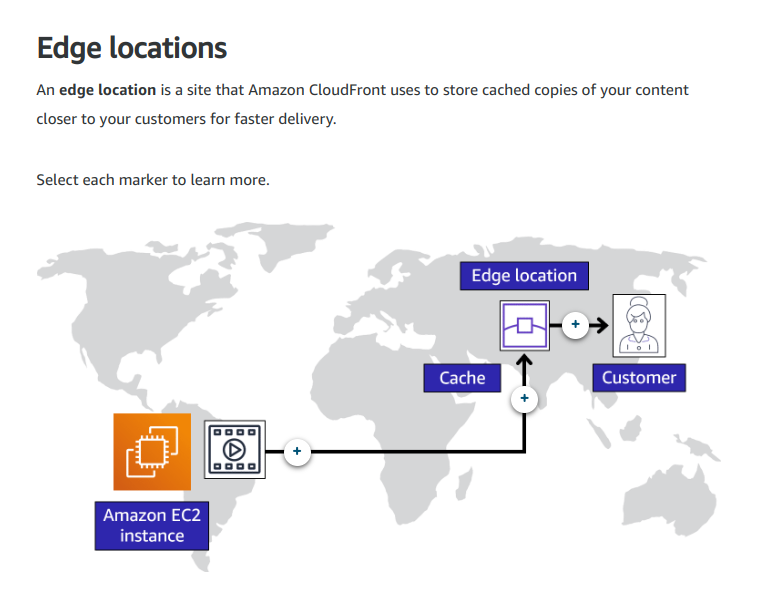 Edge locations
An edge location is a site that Amazon CloudFront uses to store cached copies of your content
closer to your customers for faster delivery.
Select each marker to learn more.
Edge location
Cache
Customer
Amazon EC2
instance